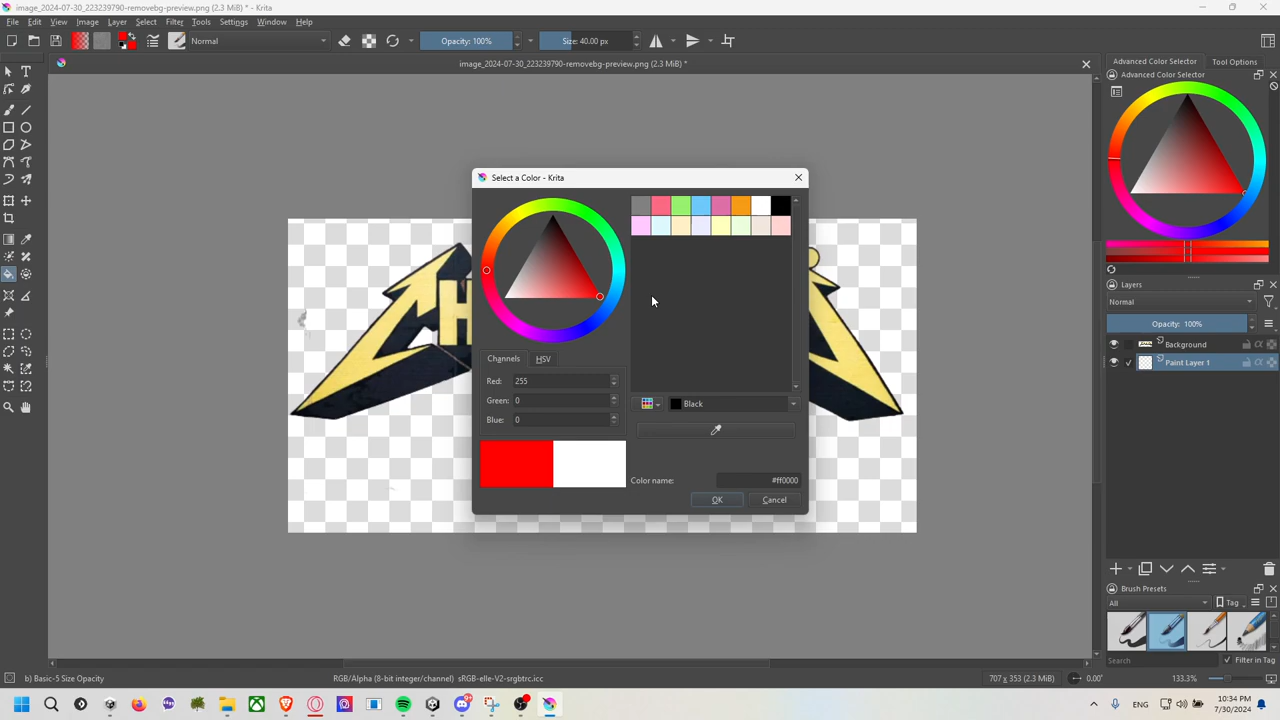 image_2024-07-30_223239790-removebg-preview.png (2.3 MiB) * - Krita
File Edit View Image Layer Select Filter Tools Settings Window Help
Normal Opacity: 100% Size: 40.00 px
image_2024-07-30_223239790-removebg-preview.png (2.3 MiB) *
Advanced Color Selector Tool Options
Advanced Color Selector
Select a Color - Krita
CH
Channels HSV
Red: 255
Green: 0
Blue: 0
Black
Color name: #ff0000
OK Cancel
Layers
Normal
Opacity: 100%
Background
Paint Layer 1
Brush Presets
All Tag
Search Filter in Tag
b) Basic-5 Size Opacity RGB/Alpha (8-bit integer/channel) sRGB-elle-V2-srgbtrc.icc 707 x 353 (2.3 MiB) 0.00° 133.3%
ENG 10:34 PM
7/30/2024